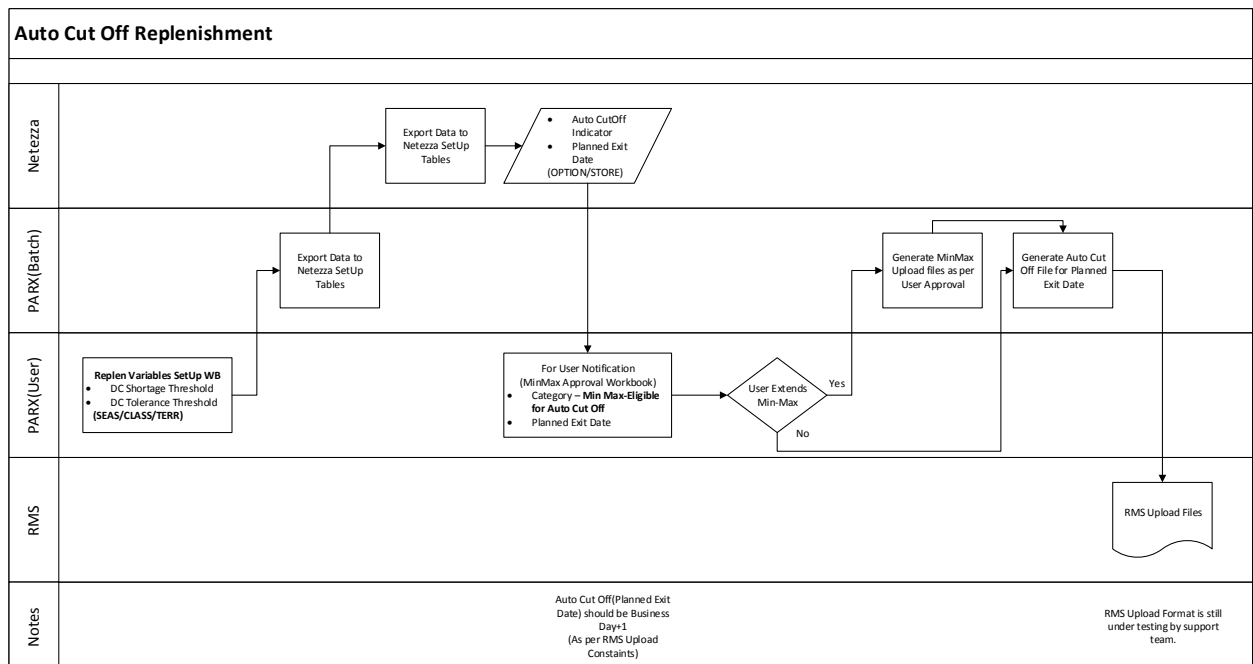 Auto Cut Off Replenishment
Netezza
Export Data to
Netezza SetUp
Tables
• Auto CutOff
Indicator
• Planned Exit
Date
(OPTION/STORE)
PARX(Batch)
Export Data to
Netezza SetUp
Tables
Generate MinMax
Upload files as per
User Approval
Generate Auto Cut
Off File for Planned
Exit Date
PARX(User)
Replen Variables SetUp WB
• DC Shortage Threshold
• DC Tolerance Threshold
(SEAS/CLASS/TERR)
For User Notification
(MinMax Approval Workbook)
• Category – Min Max-Eligible
for Auto Cut Off
• Planned Exit Date
User Extends
Min-Max
Yes
No
RMS
RMS Upload Files
Notes
Auto Cut Off(Planned Exit
Date) should be Business
Day+1
(As per RMS Upload
Constaints)
RMS Upload Format is still
under testing by support
team.